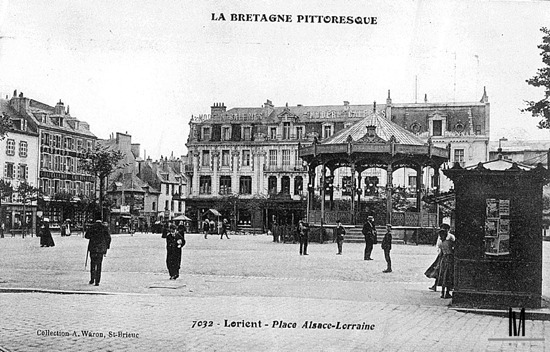 LA BRETAGNE PITTORESQUE
7032 - Lorient - Place Alsace-Lorraine
Collection A. Waron, St-Brieuc
M